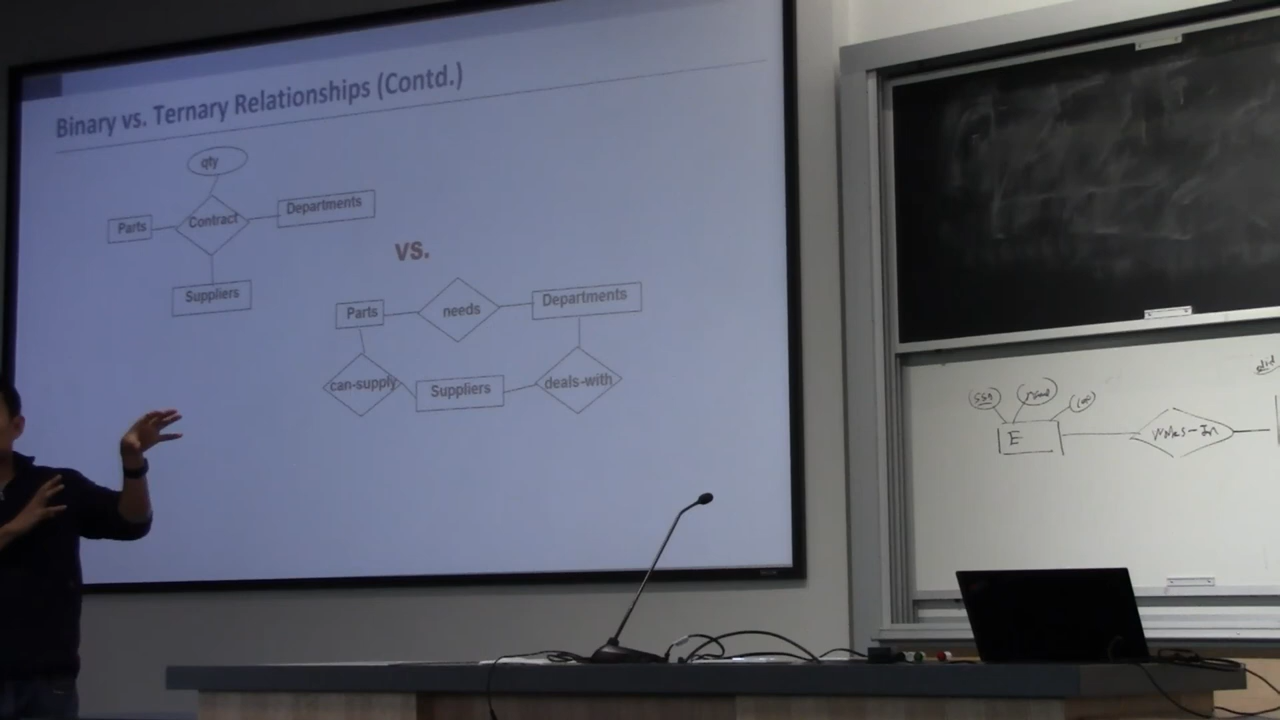 Binary vs. Ternary Relationships (Contd.)
qty
Parts
Contract
Departments
Suppliers
vs.
Parts
needs
Departments
can-supply
Suppliers
deals-with
did
ssn
E